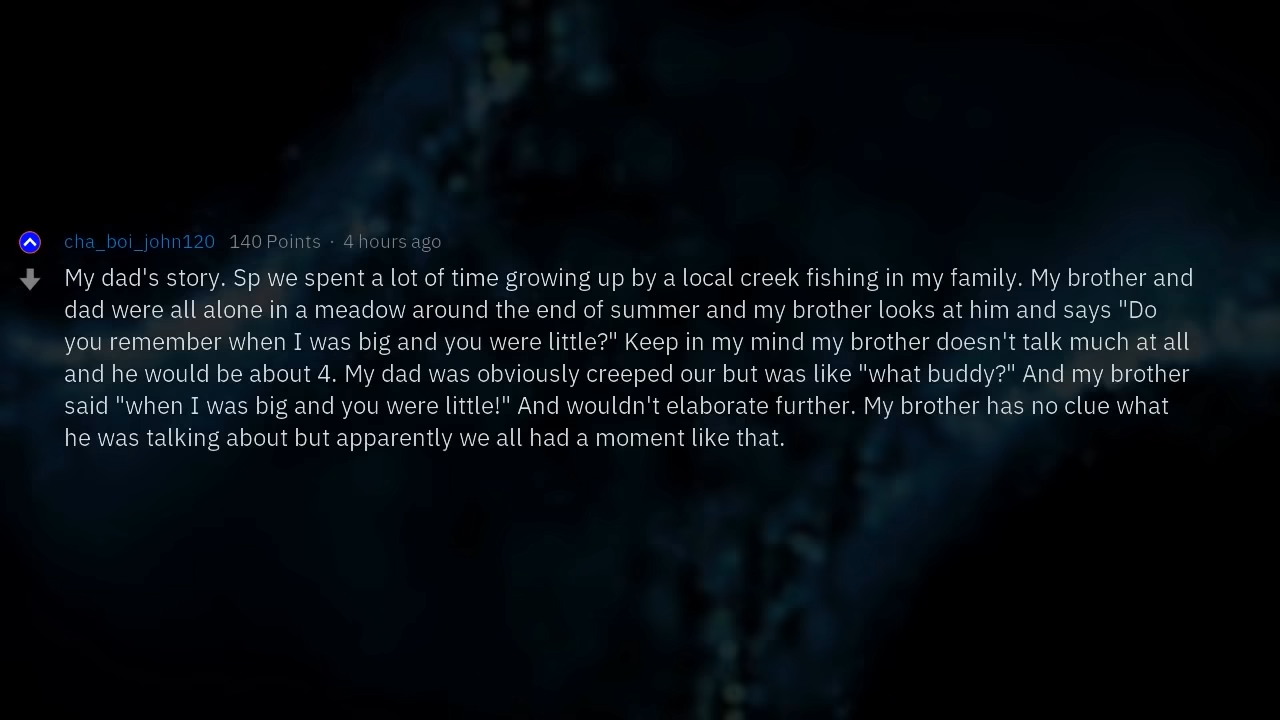 cha_boi_john120 140 Points · 4 hours ago
My dad's story. Sp we spent a lot of time growing up by a local creek fishing in my family. My brother and
dad were all alone in a meadow around the end of summer and my brother looks at him and says "Do
you remember when I was big and you were little?" Keep in my mind my brother doesn't talk much at all
and he would be about 4. My dad was obviously creeped our but was like "what buddy?" And my brother
said "when I was big and you were little!" And wouldn't elaborate further. My brother has no clue what
he was talking about but apparently we all had a moment like that.